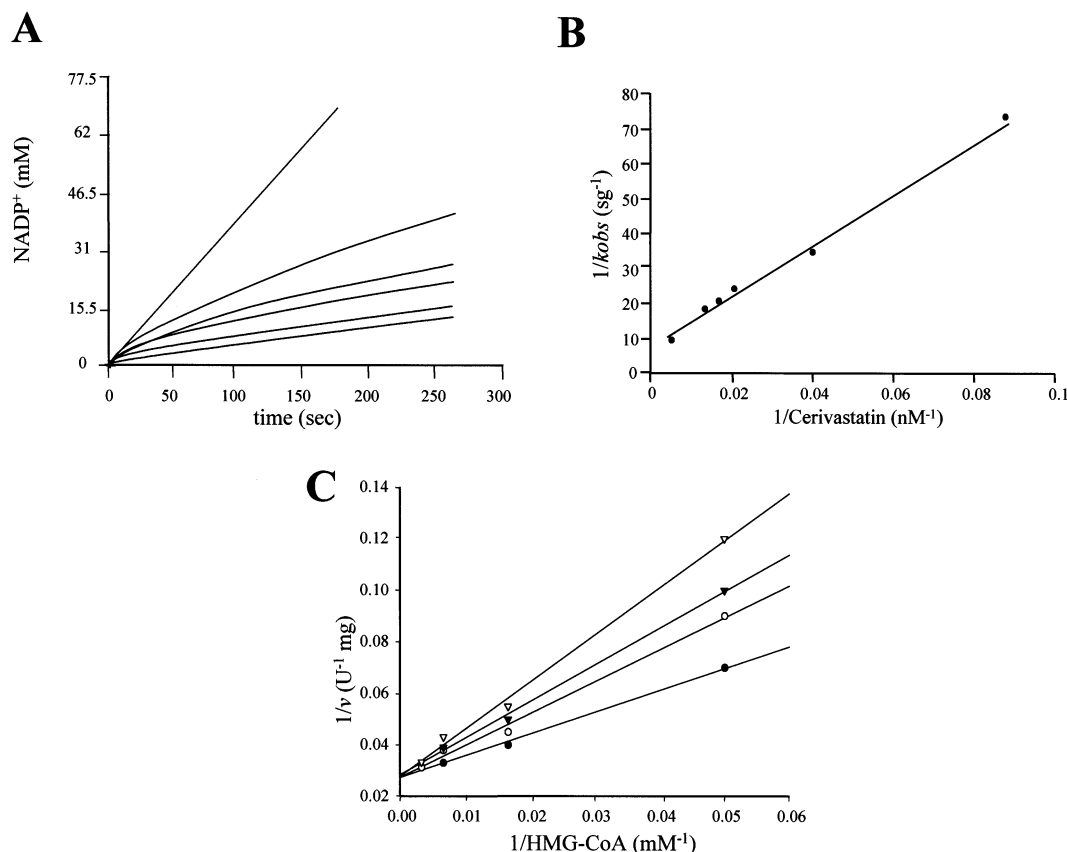 A
NADP+ (mM)
77.5
62
46.5
31
15.5
0
0 50 100 150 200 250 300
time (sec)
B
1/kobs (sg-1)
80
70
60
50
40
30
20
10
0
0 0.02 0.04 0.06 0.08 0.1
1/Cerivastatin (nM-1)
C
1/v (U-1 mg)
0.14
0.12
0.10
0.08
0.06
0.04
0.02
0.00 0.01 0.02 0.03 0.04 0.05 0.06
1/HMG-CoA (mM-1)